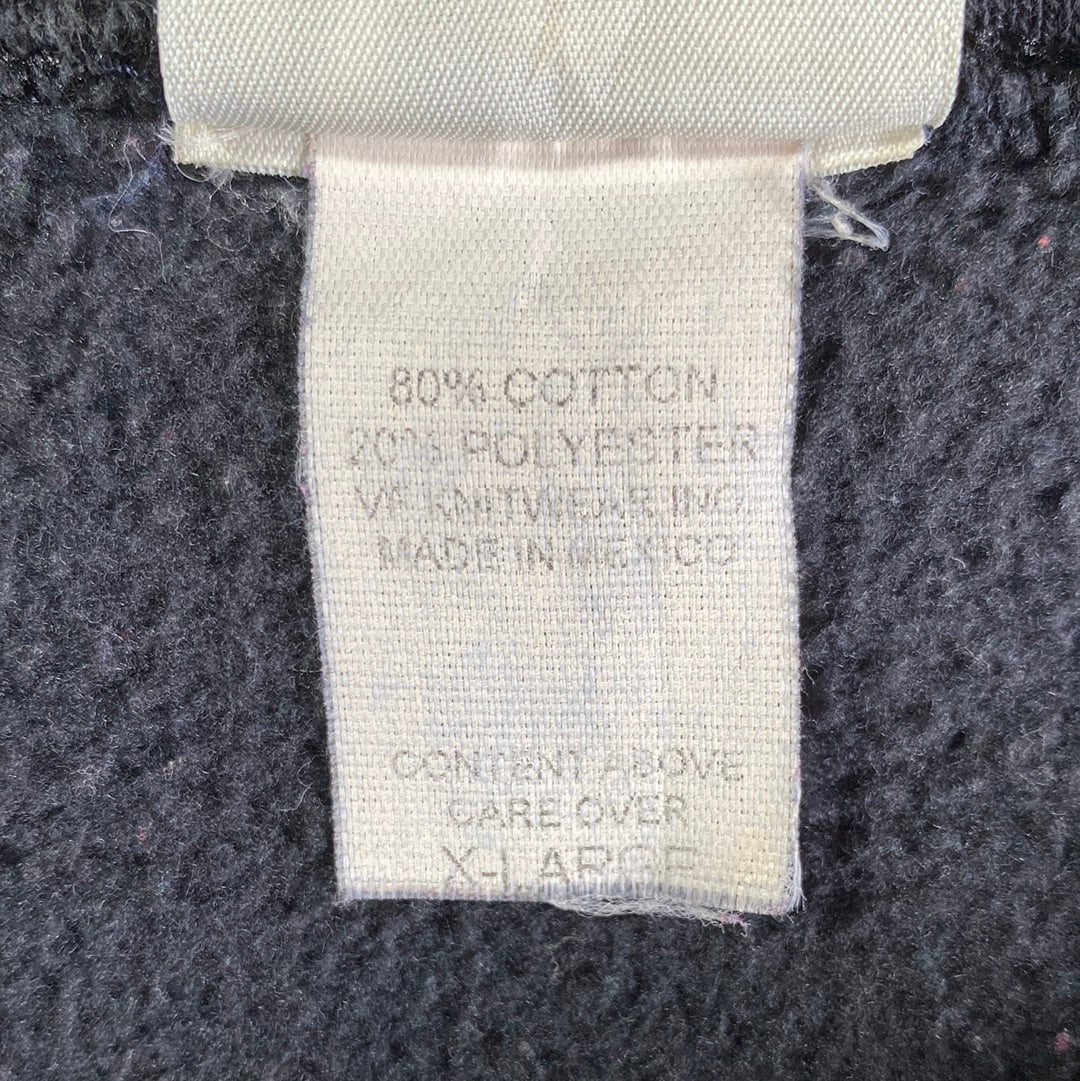 80% COTTON
20% POLYESTER
VF KNITWEAR INC.
MADE IN MEXICO
CONTENT ABOVE
CARE OVER
X-LARGE